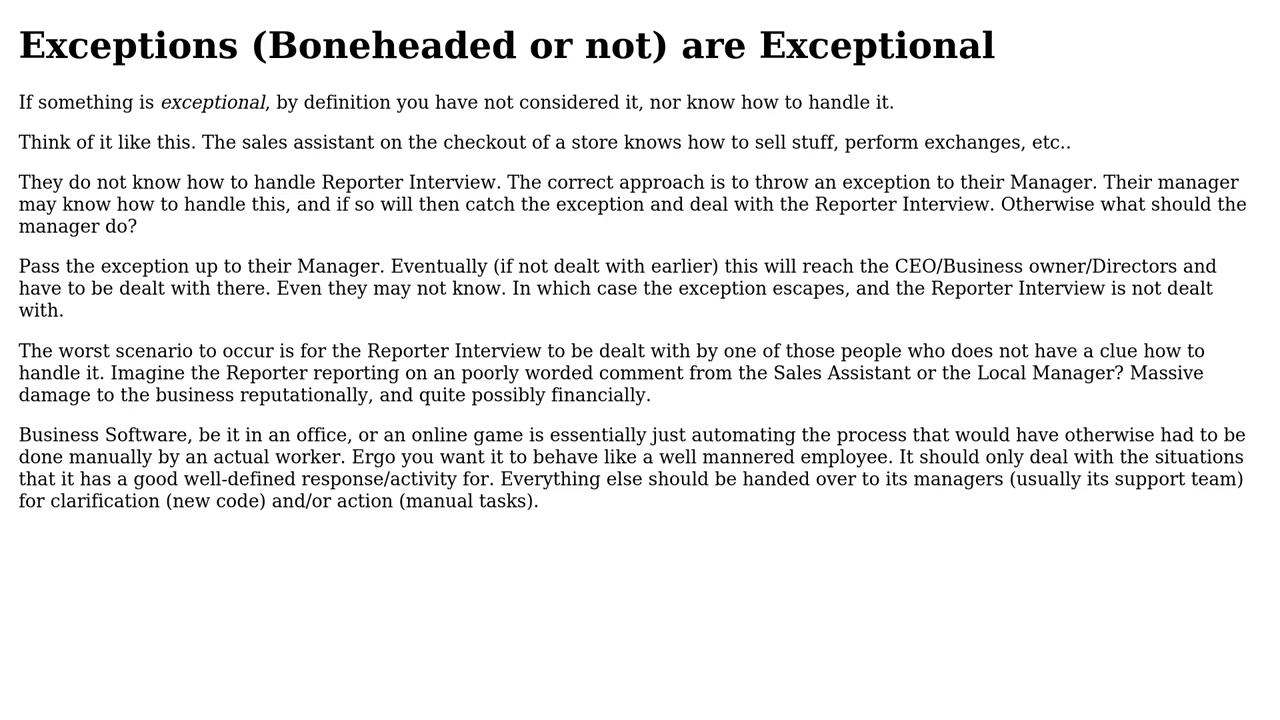 Exceptions (Boneheaded or not) are Exceptional
If something is exceptional, by definition you have not considered it, nor know how to handle it.
Think of it like this. The sales assistant on the checkout of a store knows how to sell stuff, perform exchanges, etc..
They do not know how to handle Reporter Interview. The correct approach is to throw an exception to their Manager. Their manager
may know how to handle this, and if so will then catch the exception and deal with the Reporter Interview. Otherwise what should the
manager do?
Pass the exception up to their Manager. Eventually (if not dealt with earlier) this will reach the CEO/Business owner/Directors and
have to be dealt with there. Even they may not know. In which case the exception escapes, and the Reporter Interview is not dealt
with.
The worst scenario to occur is for the Reporter Interview to be dealt with by one of those people who does not have a clue how to
handle it. Imagine the Reporter reporting on an poorly worded comment from the Sales Assistant or the Local Manager? Massive
damage to the business reputationally, and quite possibly financially.
Business Software, be it in an office, or an online game is essentially just automating the process that would have otherwise had to be
done manually by an actual worker. Ergo you want it to behave like a well mannered employee. It should only deal with the situations
that it has a good well-defined response/activity for. Everything else should be handed over to its managers (usually its support team)
for clarification (new code) and/or action (manual tasks).